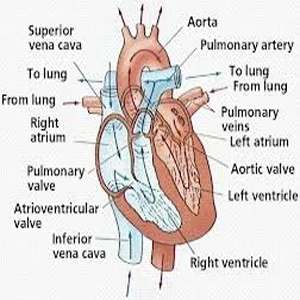 Superior
vena cava
To lung
From lung
Right
atrium
Pulmonary
valve
Atrioventricular
valve
Inferior
vena cava
Aorta
Pulmonary artery
To lung
From lung
Pulmonary
veins
Left atrium
Aortic valve
Left ventricle
Right ventricle